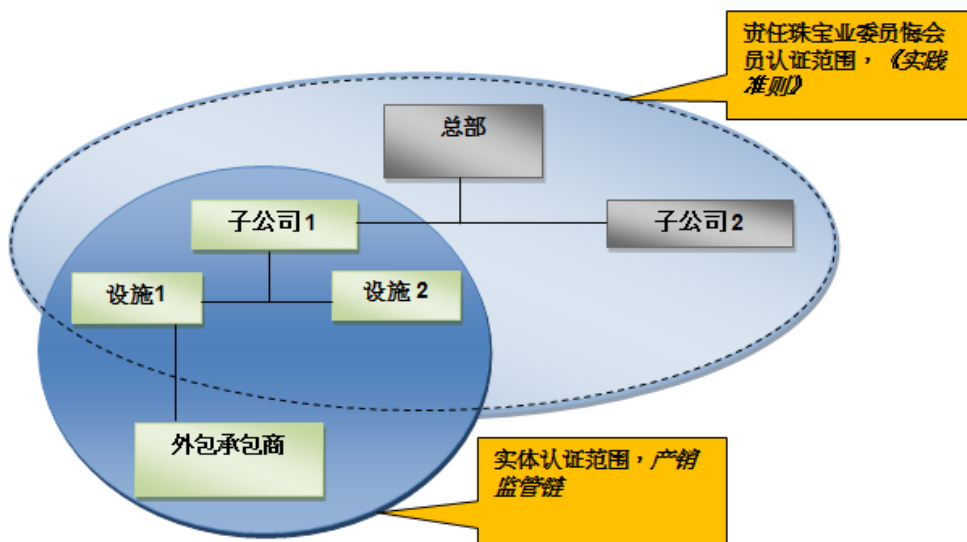 责任珠宝业委员悔会
员认证范围，《实践
准则》
总部
子公司1
子公司2
设施1
设施 2
外包承包商
实体认证范围，产销
监管链